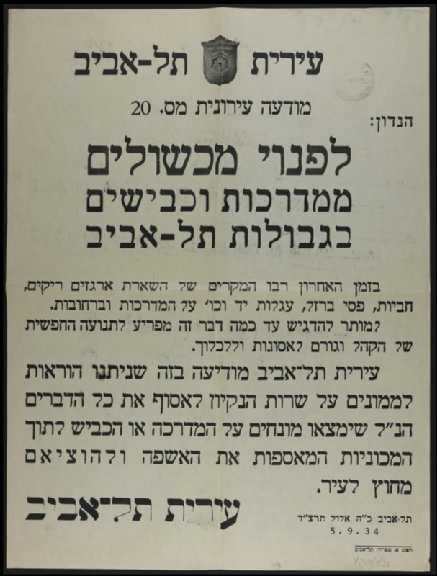 עירית תל-אביב
מודעה עירונית מס. 20
הנדון:
לפנוי מכשולים
ממדרכות וכבישים
בגבולות תל-אביב
בזמן האחרון רבו המקרים של השארת ארגזים ריקים,
חביות, פסי ברזל, עגלות יד וכו' על המדרכות וברחובות.
למותר להדגיש עד כמה דבר זה מפריע לתנועה החפשית
של הקהל וגורם לאסונות וללכלוך.
עירית תל-אביב מודיעה בזה שניתנו הוראות
לממונים על שרות הנקיון לאסוף את כל הדברים
הנ"ל שימצאו מונחים על המדרכה או הכביש לתוך
המכוניות המאספות את האשפה ולהוציאם
מחוץ לעיר.
עירית תל-אביב
תל-אביב כ"ה אלול תרצ"ד
5.9.34